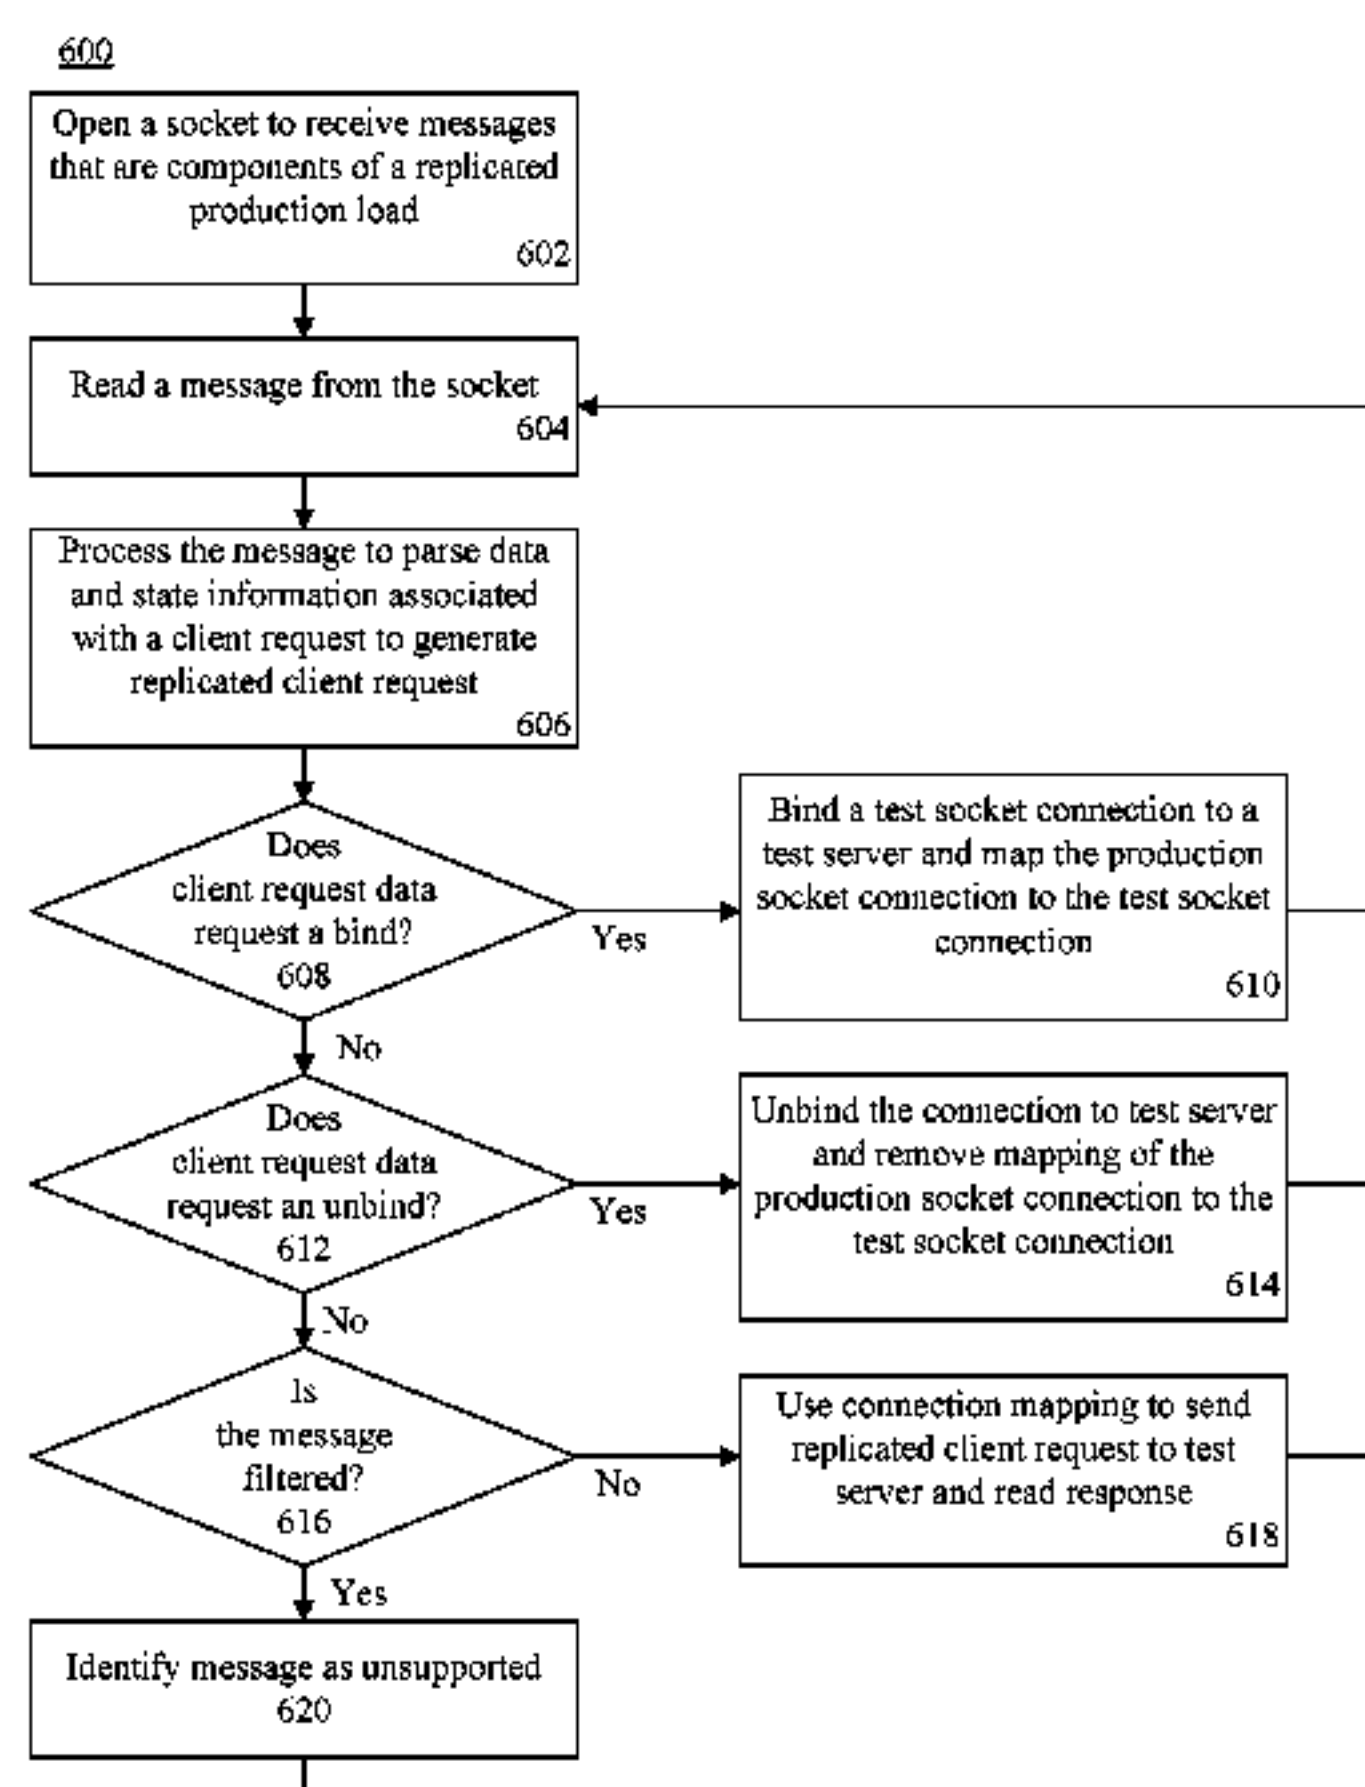 600
Open a socket to receive messages
that are components of a replicated
production load
602
Read a message from the socket
604
Process the message to parse data
and state information associated
with a client request to generate
replicated client request
606
Does
client request data
request a bind?
608
Yes
Bind a test socket connection to a
test server and map the production
socket connection to the test socket
connection
610
No
Does
client request data
request an unbind?
612
Yes
Unbind the connection to test server
and remove mapping of the
production socket connection to the
test socket connection
614
No
Is
the message
filtered?
616
No
Use connection mapping to send
replicated client request to test
server and read response
618
Yes
Identify message as unsupported
620